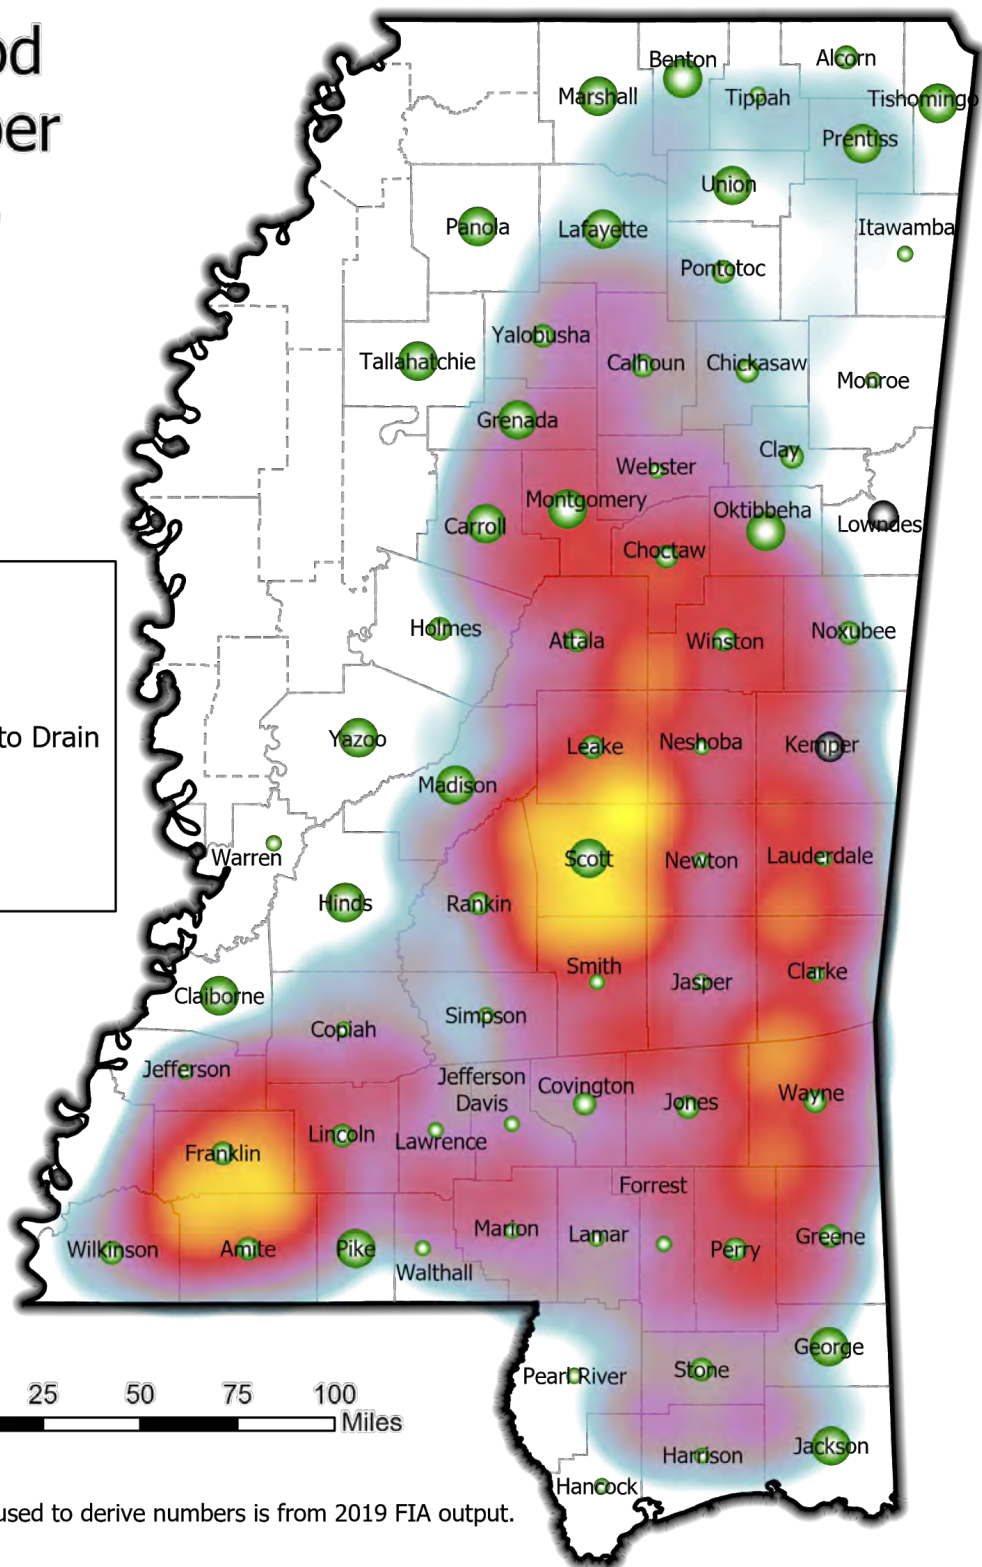 od
ber
Benton
Alcorn
Marshall
Tippah
Tishomingo
Prentiss
Union
Panola
Lafayette
Itawamba
Pontotoc
Yalobusha
Tallahatchie
Calhoun
Chickasaw
Monroe
Grenada
Clay
Webster
Montgomery
Oktibbeha
Carroll
Lowndes
Choctaw
Holmes
Attala
Winston
Noxubee
to Drain
Yazoo
Leake
Neshoba
Kemper
Madison
Warren
Scott
Newton
Lauderdale
Hinds
Rankin
Smith
Jasper
Clarke
Claiborne
Copiah
Simpson
Jefferson
Jefferson
Davis
Covington
Jones
Wayne
Franklin
Lincoln
Lawrence
Forrest
Wilkinson
Amite
Pike
Walthall
Marion
Lamar
Perry
Greene
George
Pearl River
Stone
25 50 75 100
Miles
Harrison
Jackson
Hancock
used to derive numbers is from 2019 FIA output.